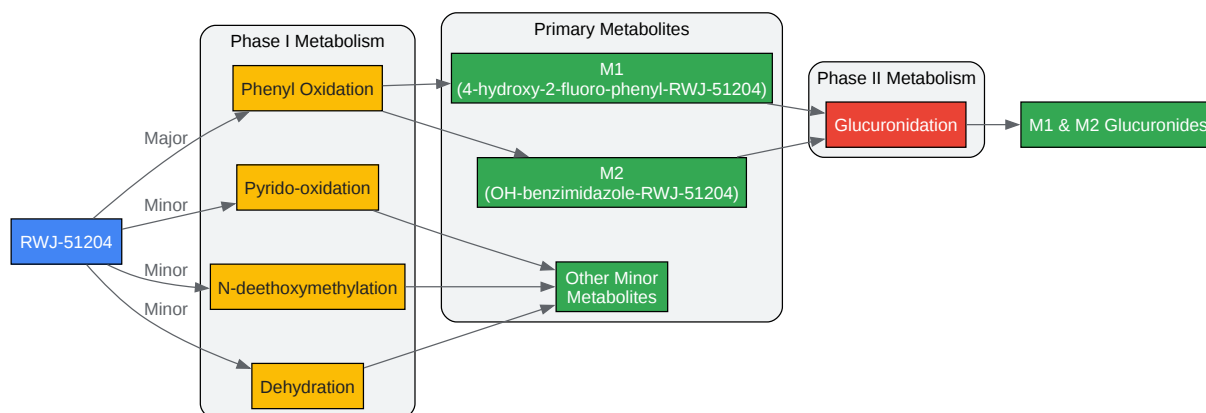 Phase I Metabolism
Primary Metabolites
Phenyl Oxidation
M1
(4-hydroxy-2-fluoro-phenyl-RWJ-51204)
Phase II Metabolism
Glucuronidation
M1 & M2 Glucuronides
Major
Pyrido-oxidation
M2
(OH-benzimidazole-RWJ-51204)
Minor
RWJ-51204
Minor
N-deethoxymethylation
Other Minor
Metabolites
Minor
Dehydration